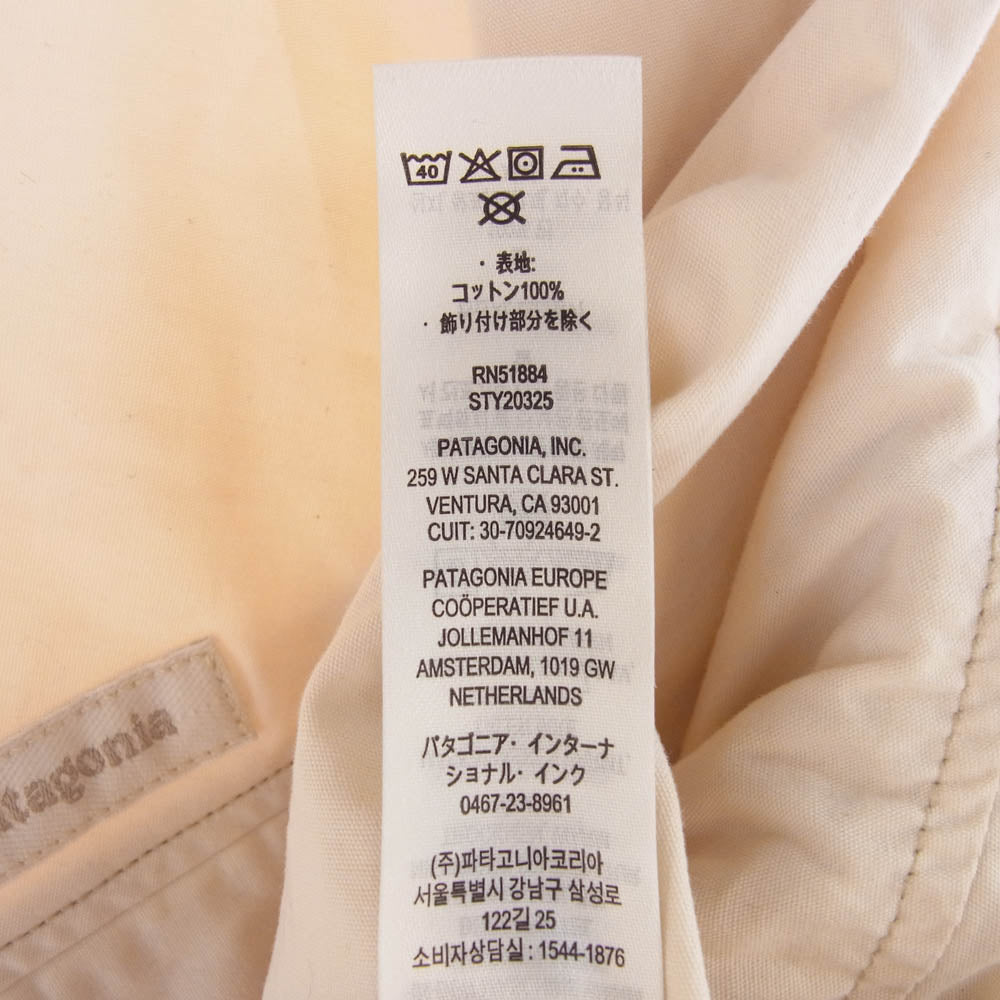 40
・表地:
コットン100%
・飾り付け部分を除く
RN51884
STY20325
PATAGONIA, INC.
259 W SANTA CLARA ST.
VENTURA, CA 93001
CUIT: 30-70924649-2
PATAGONIA EUROPE
COÖPERATIEF U.A.
JOLLEMANHOF 11
AMSTERDAM, 1019 GW
NETHERLANDS
パタゴニア・インターナ
ショナル・インク
0467-23-8961
(주)파타고니아코리아
서울특별시 강남구 삼성로
122길 25
소비자상담실 : 1544-1876
tagonia